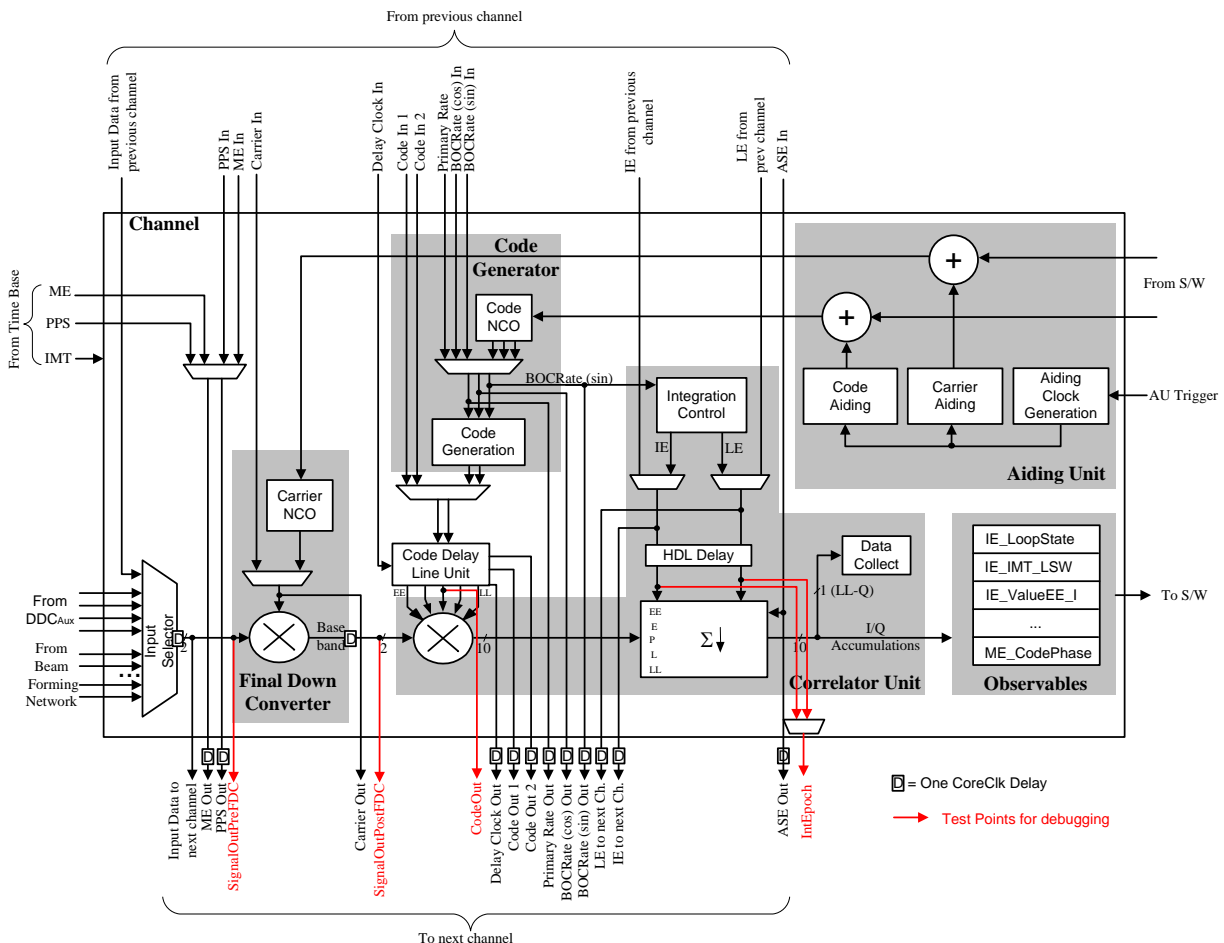 From previous channel
Input Data from
previous channel
PPS In
ME In
Carrier In
Delay Clock In
Code In 1
Code In 2
Primary Rate
BOCRate (cos) In
BOCRate (sin) In
IE from previous
channel
LE from
prev channel
ASE In
Channel
Code
Generator
From Time Base
ME
PPS
IMT
Code
NCO
+
+
From S/W
BOCRate (sin)
Integration
Control
Code
Aiding
Carrier
Aiding
Aiding
Clock
Generation
AU Trigger
Code
Generation
IE
LE
Aiding Unit
Carrier
NCO
Code Delay
Line Unit
EE
LL
HDL Delay
Data
Collect
1 (LL-Q)
IE_LoopState
IE_IMT_LSW
IE_ValueEE_I
...
ME_CodePhase
To S/W
From
DDCAux
From
Beam
...
Forming
Network
Input
Selector
D
2
Base
band
D
2
10
EE
E
P
L
LL
Σ
10
I/Q
Accumulations
Final Down
Converter
Correlator Unit
Observables
D
D
D
D
D
D
D
D
D
D
D
Input Data to
next channel
ME Out
PPS Out
SignalOutPreFDC
Carrier Out
SignalOutPostFDC
CodeOut
Delay Clock Out
Code Out 1
Code Out 2
Primary Rate Out
BOCRate (cos) Out
BOCRate (sin) Out
LE to next Ch.
IE to next Ch.
ASE Out
IntEpoch
D = One CoreClk Delay
Test Points for debugging
To next channel